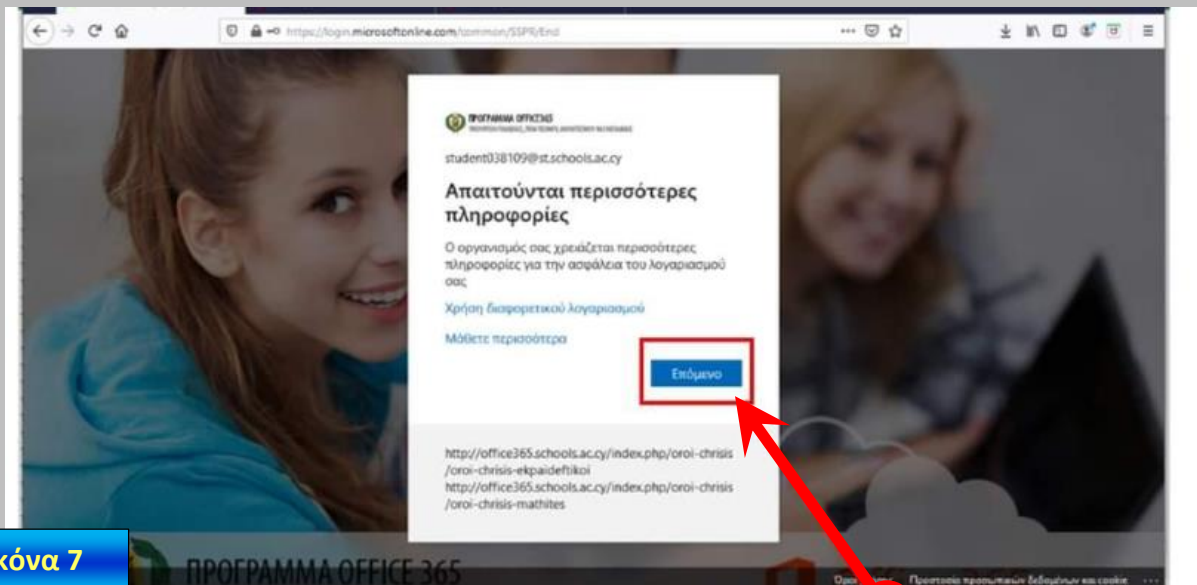 https://login.microsoftonline.com/common/SSPR/End
ΠΡΟΓΡΑΜΜΑ OFFICE365
student038109@st.schools.ac.cy
Απαιτούνται περισσότερες
πληροφορίες
Ο οργανισμός σας χρειάζεται περισσότερες
πληροφορίες για την ασφάλεια του λογαριασμού
σας
Χρήση διαφορετικού λογαριασμού
Μάθετε περισσότερα
Επόμενο
http://office365.schools.ac.cy/index.php/oroi-chrisis
/oroi-chrisis-ekpaideftikoi
http://office365.schools.ac.cy/index.php/oroi-chrisis
/oroi-chrisis-mathites
κόνα 7
ΠΡΟΓΡΑΜΜΑ OFFICE 365
Προστασία προσωπικών δεδομένων και cookie